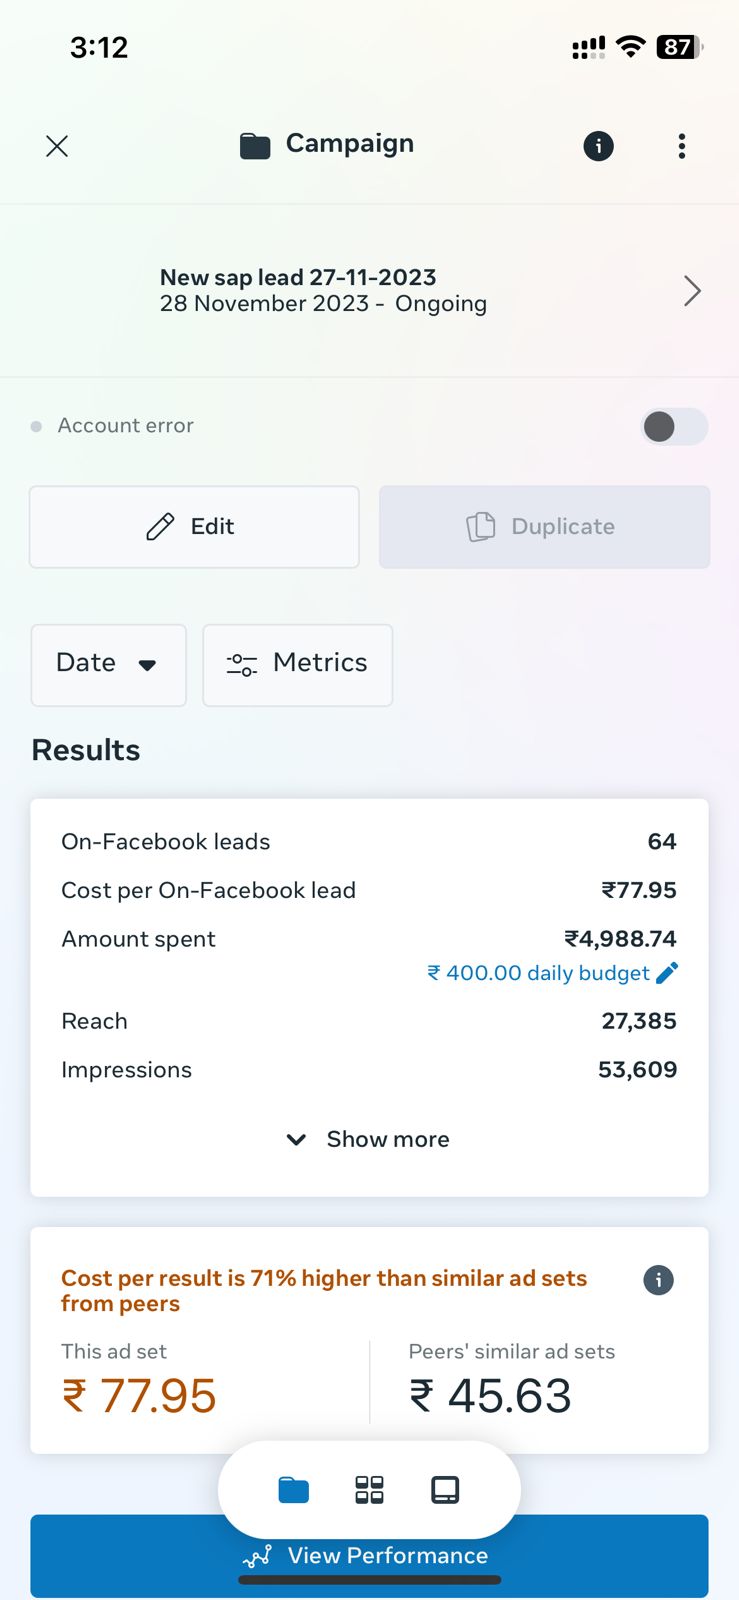 3:12
87
Campaign
New sap lead 27-11-2023
28 November 2023 - Ongoing
Account error
Edit
Duplicate
Date
Metrics
Results
On-Facebook leads 64
Cost per On-Facebook lead ₹77.95
Amount spent ₹4,988.74
₹ 400.00 daily budget
Reach 27,385
Impressions 53,609
Show more
Cost per result is 71% higher than similar ad sets
from peers
This ad set
₹ 77.95
Peers' similar ad sets
₹ 45.63
View Performance